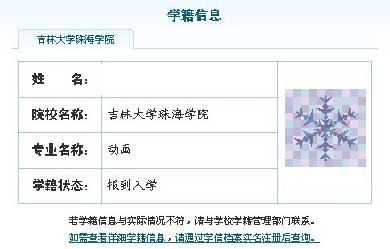 学籍信息
吉林大学珠海学院
姓 名：
院校名称： 吉林大学珠海学院
专业名称： 动画
学籍状态： 报到入学
若学籍信息与实际情况不符，请与学校学籍管理部门联系。
如需查看详细学籍信息，请通过学信档案实名注册后查询。